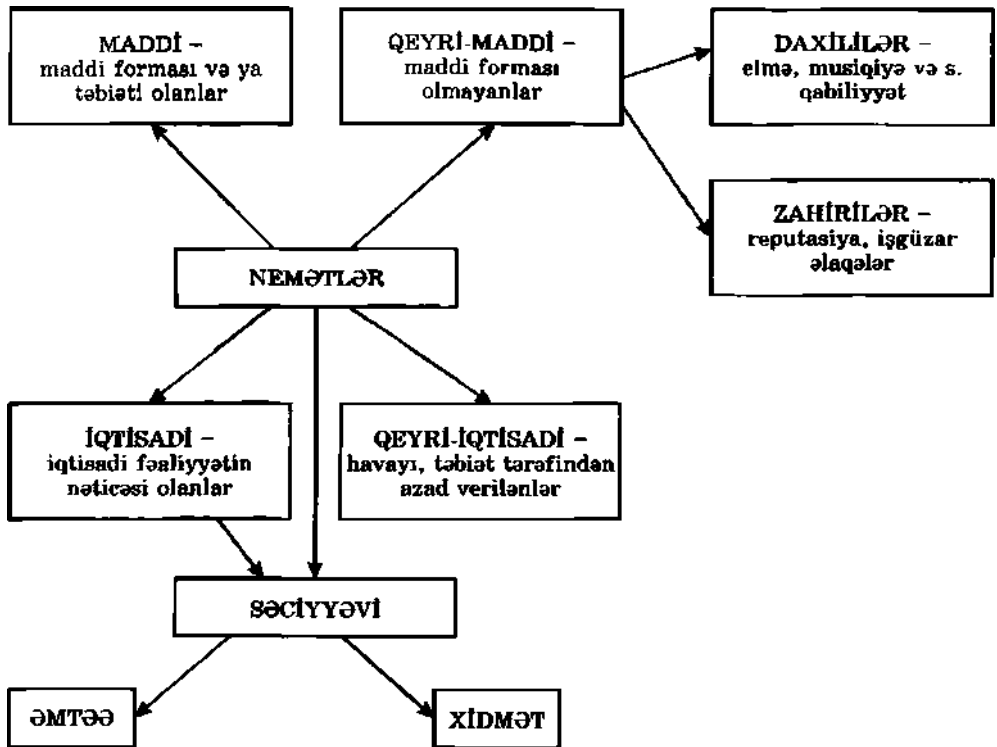 MADDİ –
maddi forması və ya
təbiəti olanlar
QEYRİ-MADDİ –
maddi forması
olmayanlar
DAXİLİLƏR –
elmə, musiqiyə və s.
qabiliyyət
ZAHİRİLƏR –
reputasiya, işgüzar
əlaqələr
NEMƏTLƏR
İQTİSADİ –
iqtisadi fəaliyyətin
nəticəsi olanlar
QEYRİ-İQTİSADİ –
havayı, təbiət tərəfindən
azad verilənlər
SƏCİYYƏVİ
ƏMTƏƏ
XİDMƏT